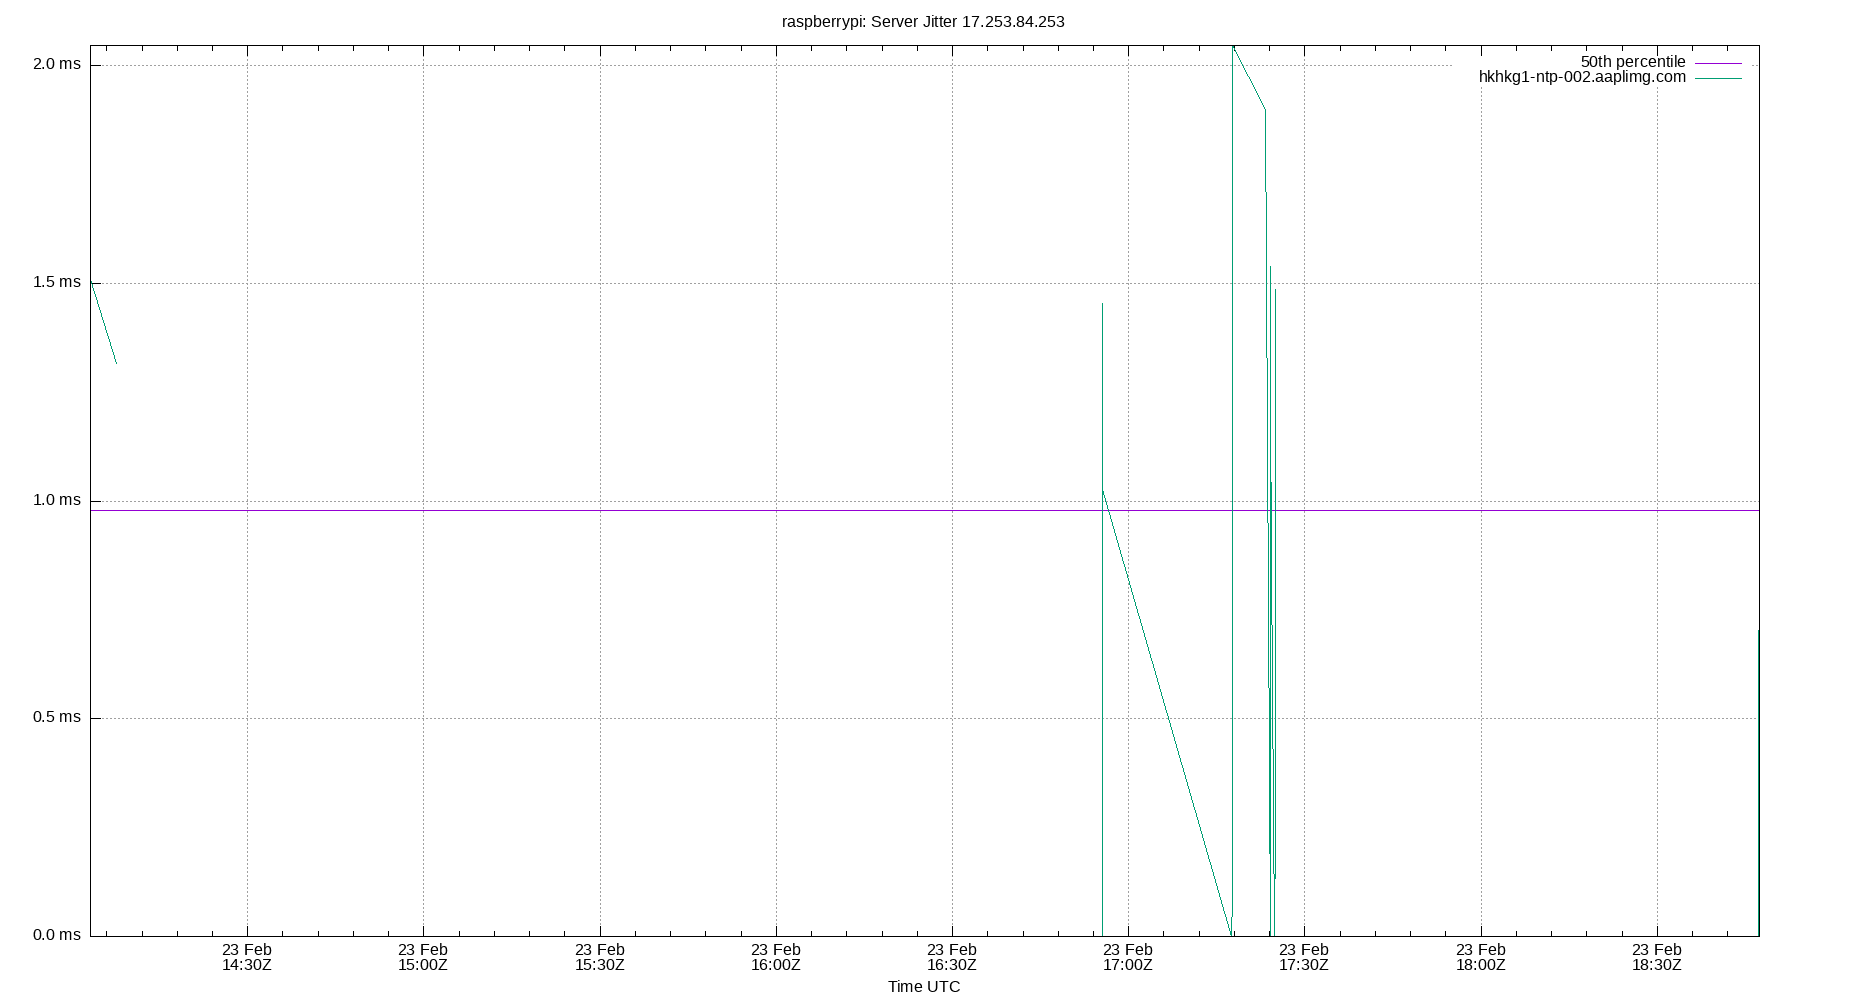 raspberrypi: Server Jitter 17.253.84.253
50th percentile
hkhkg1-ntp-002.aaplimg.com
2.0 ms
1.5 ms
1.0 ms
0.5 ms
0.0 ms
23 Feb 23 Feb 23 Feb 23 Feb 23 Feb 23 Feb 23 Feb 23 Feb 23 Feb
14:30Z 15:00Z 15:30Z 16:00Z 16:30Z 17:00Z 17:30Z 18:00Z 18:30Z
Time UTC